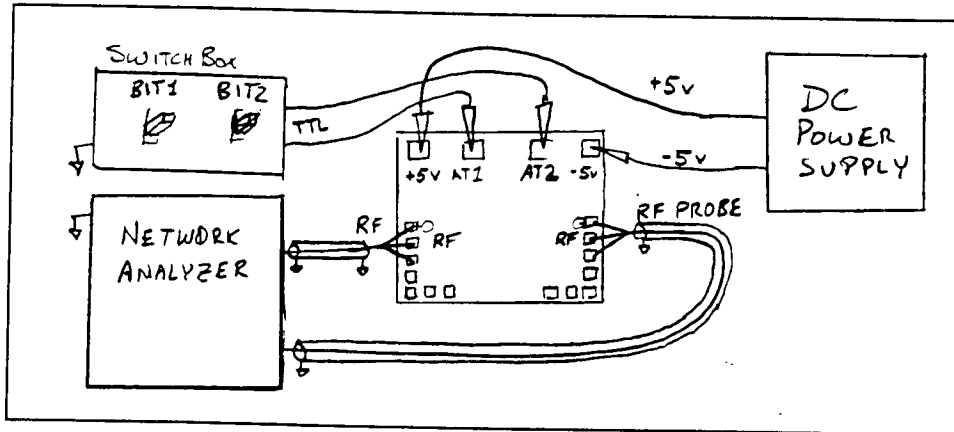 SWITCH BOX
BIT1 BIT2
TTL
+5v
-5v
DC
POWER
SUPPLY
+5v AT1 AT2 -5v
NETWORK
ANALYZER
RF
RF
RF
RF PROBE